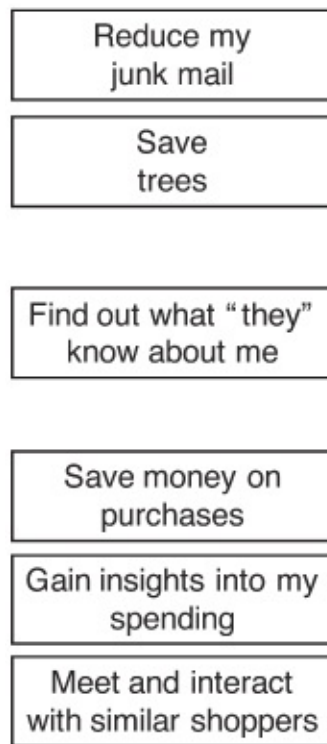 Reduce my
junk mail
Save
trees
Find out what “they”
know about me
Save money on
purchases
Gain insights into my
spending
Meet and interact
with similar shoppers